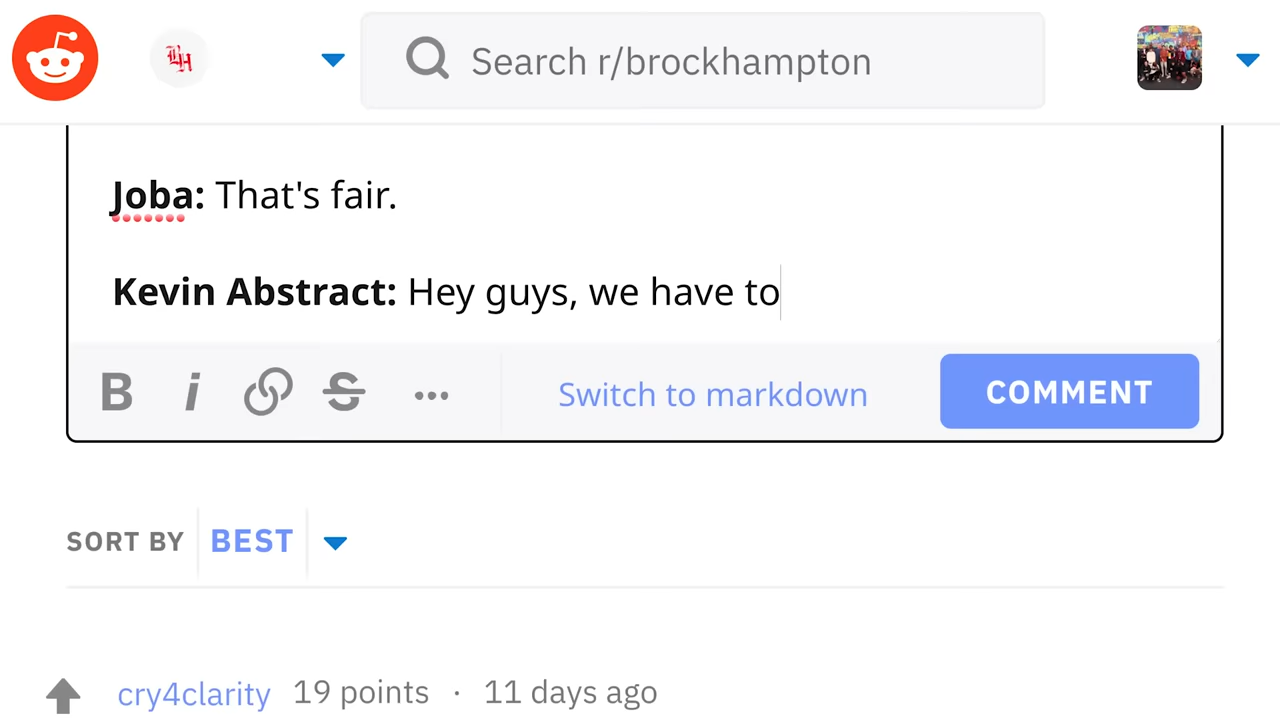 BH
Search r/brockhampton
Joba: That's fair.
Kevin Abstract: Hey guys, we have to
B i S ...
Switch to markdown
COMMENT
SORT BY BEST
cry4clarity 19 points · 11 days ago